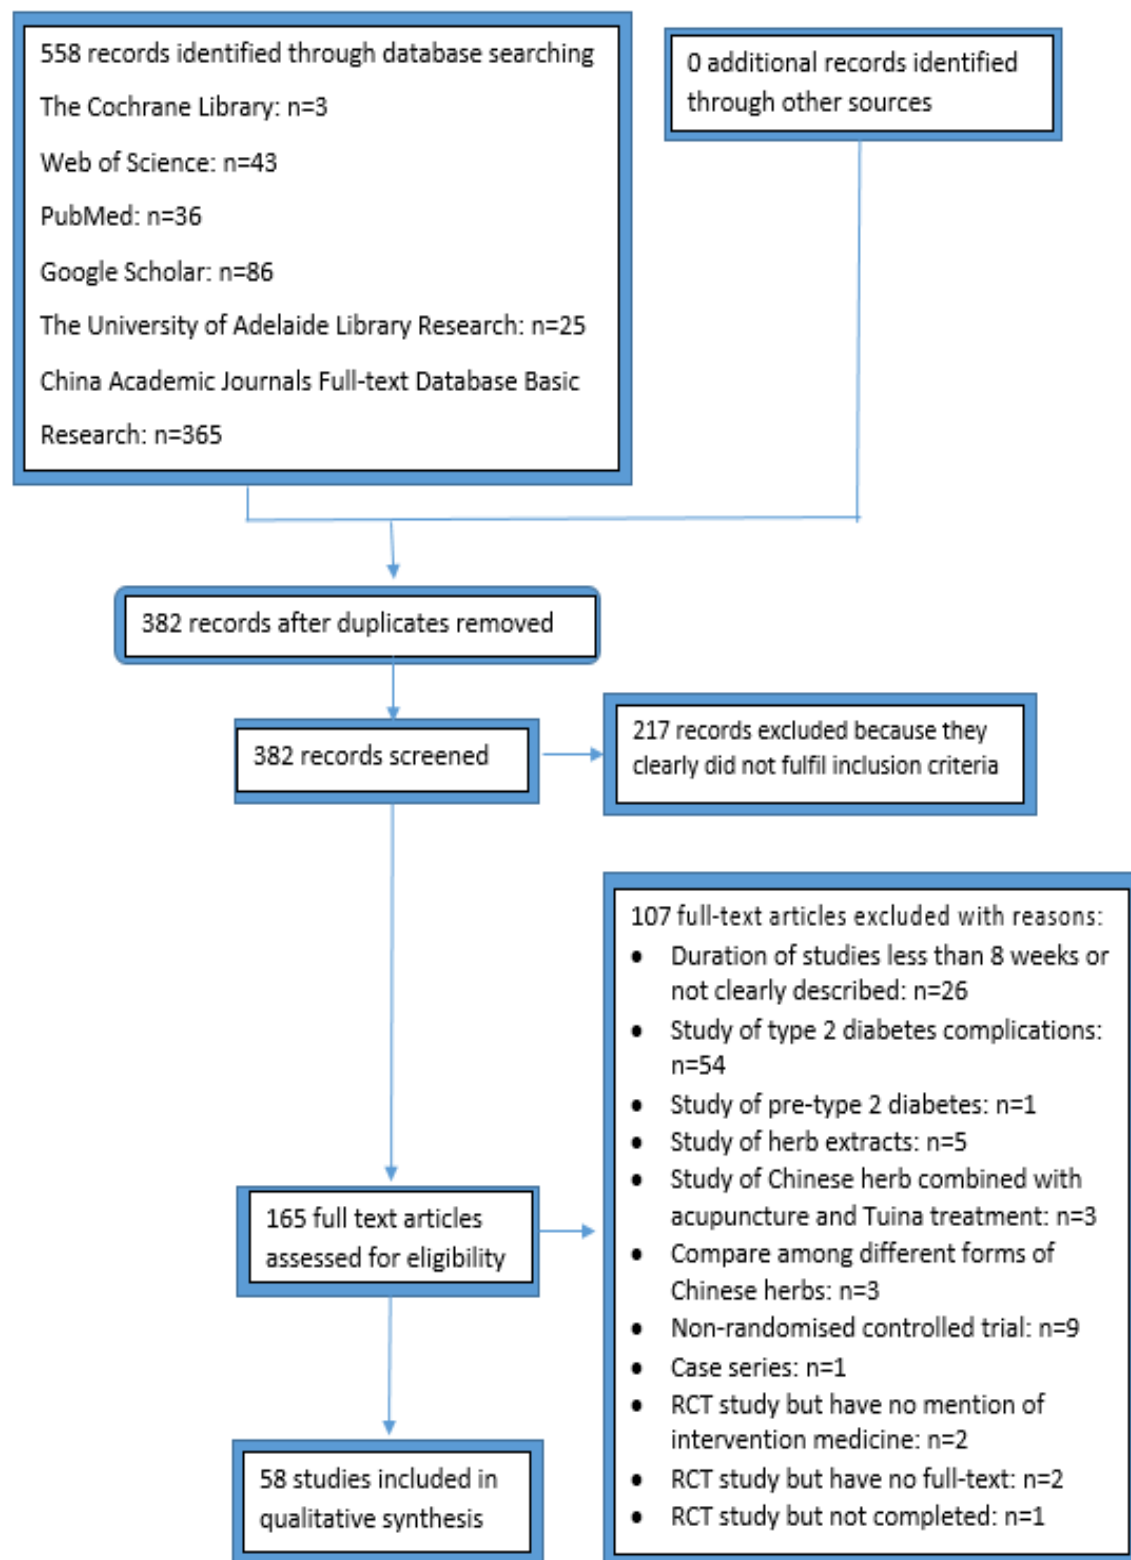 558 records identified through database searching
The Cochrane Library: n=3
Web of Science: n=43
PubMed: n=36
Google Scholar: n=86
The University of Adelaide Library Research: n=25
China Academic Journals Full-text Database Basic
Research: n=365
0 additional records identified
through other sources
382 records after duplicates removed
382 records screened
217 records excluded because they
clearly did not fulfil inclusion criteria
165 full text articles
assessed for eligibility
107 full-text articles excluded with reasons:
• Duration of studies less than 8 weeks or
not clearly described: n=26
• Study of type 2 diabetes complications:
n=54
• Study of pre-type 2 diabetes: n=1
• Study of herb extracts: n=5
• Study of Chinese herb combined with
acupuncture and Tuina treatment: n=3
• Compare among different forms of
Chinese herbs: n=3
• Non-randomised controlled trial: n=9
• Case series: n=1
• RCT study but have no mention of
intervention medicine: n=2
• RCT study but have no full-text: n=2
• RCT study but not completed: n=1
58 studies included in
qualitative synthesis